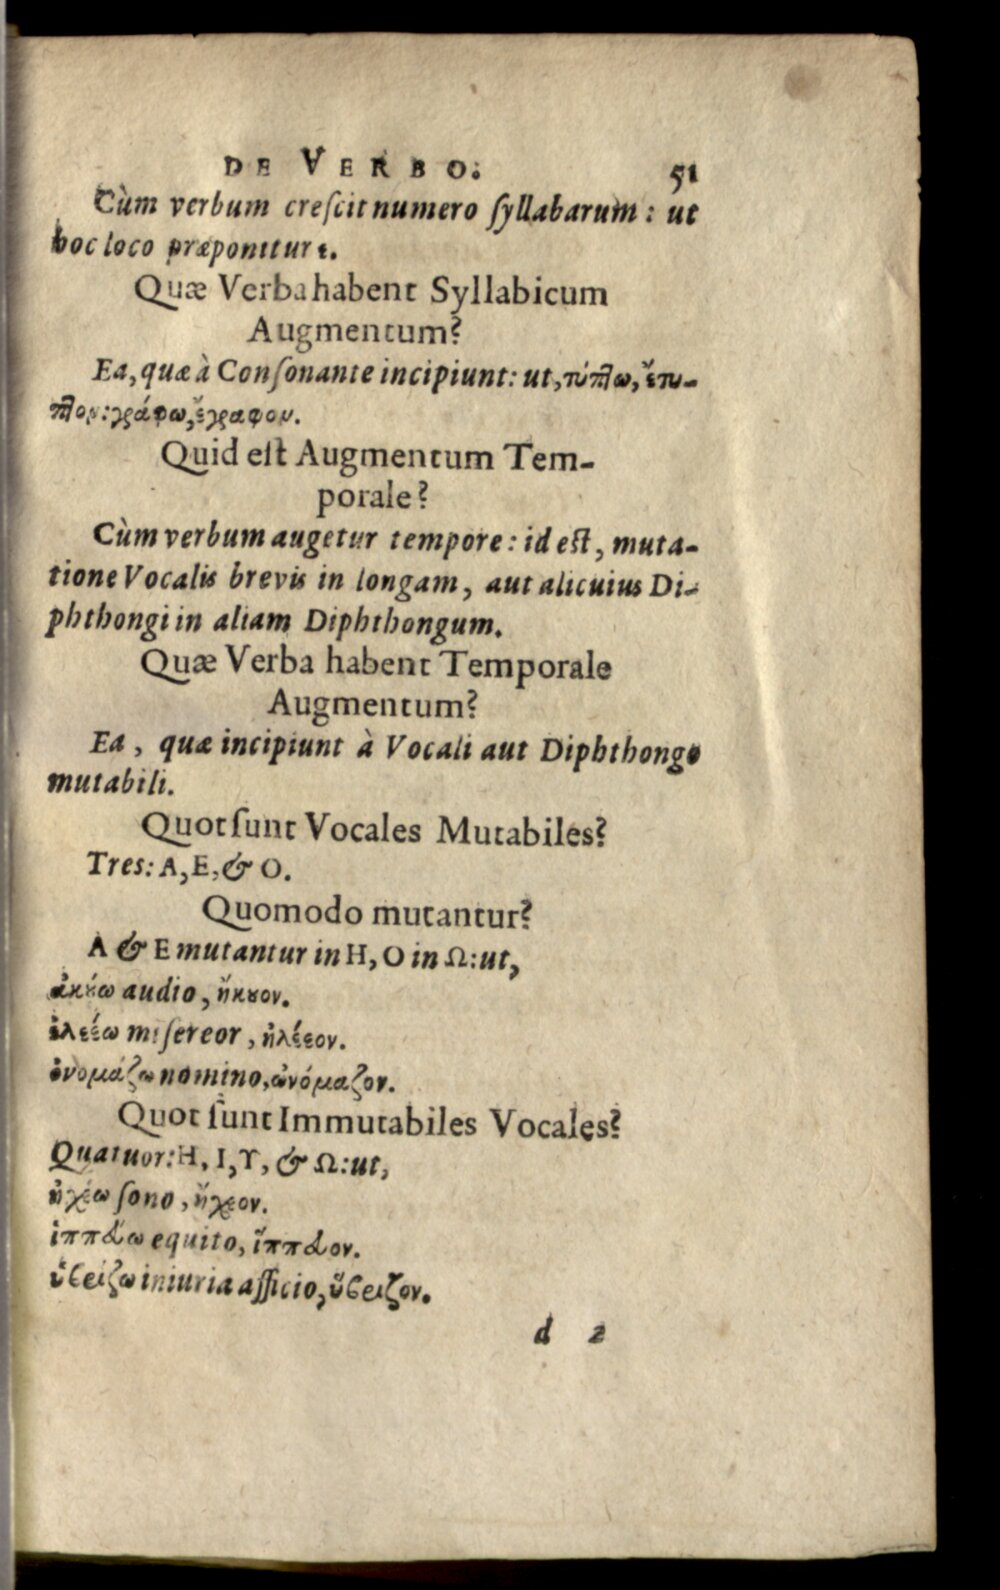 DE VERBO. 51
Cùm verbum creſcit numero ſyllabarum: ut
hoc loco præponitur ε.
Quæ Verba habent Syllabicum
Augmentum?
Ea, quæ à Conſonante incipiunt: ut, τύπτω, ἔτυ-
πτον: γράφω, ἔγραφον.
Quid eſt Augmentum Tem-
porale?
Cùm verbum augetur tempore: id eſt, muta-
tione Vocalis brevis in longam, aut alicuius Di-
phthongi in aliam Diphthongum.
Quæ Verba habent Temporale
Augmentum?
Ea, quæ incipiunt à Vocali aut Diphthongo
mutabili.
Quot ſunt Vocales Mutabiles?
Tres: A, E, & O.
Quomodo mutantur?
A & E mutantur in H, O in Ω: ut,
ἀκούω audio, ἤκουον.
ἐλεέω miſereor, ἠλέεον.
ὀνομάζω nomino, ὠνόμαζον.
Quot ſunt Immutabiles Vocales?
Quatuor: H, I, Υ, & Ω: ut,
ἠχέω ſono, ἤχεον.
ἱππεύω equito, ἵππευον.
ὑβρίζω iniuria afficio, ὕβριζον.
d 2